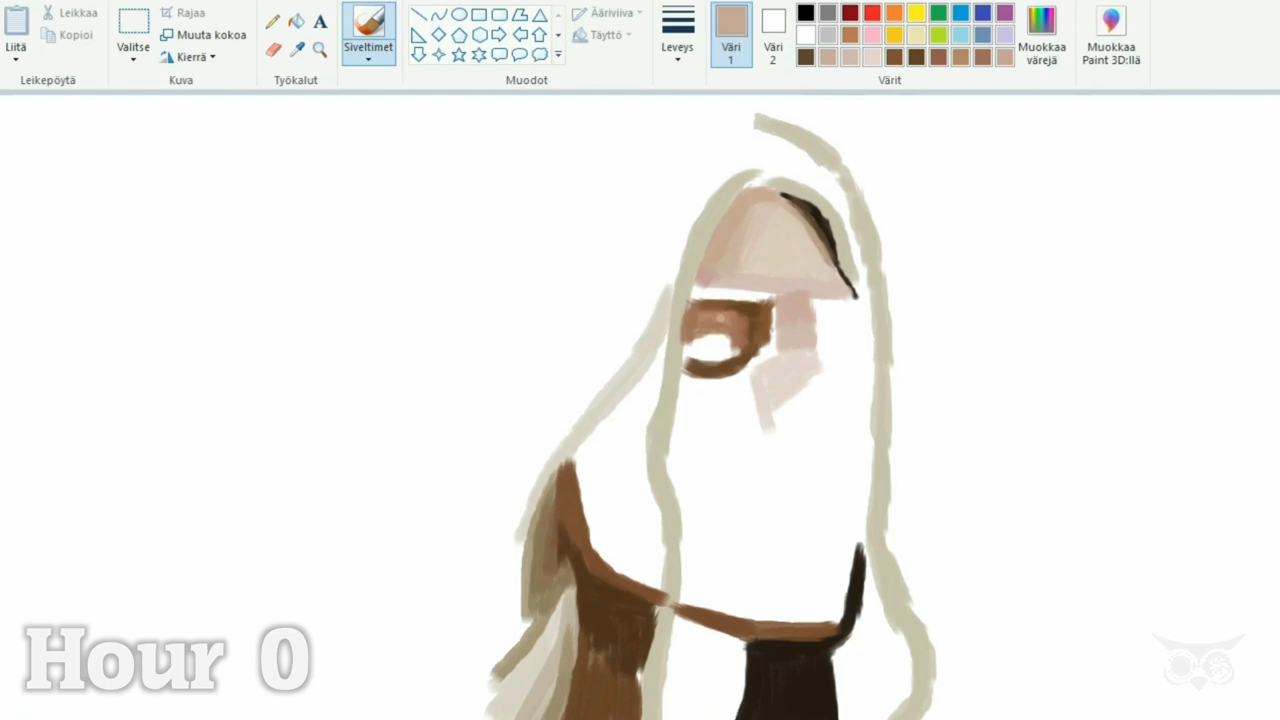 Liitä
Leikkaa
Kopioi
Leikepöytä
Valitse
Rajaa
Muuta kokoa
Kierrä
Kuva
A
Työkalut
Siveltimet
Ääriviiva
Täyttö
Muodot
Leveys
Väri
1
Väri
2
Värit
Muokkaa
värejä
Muokkaa
Paint 3D:llä
Hour 0